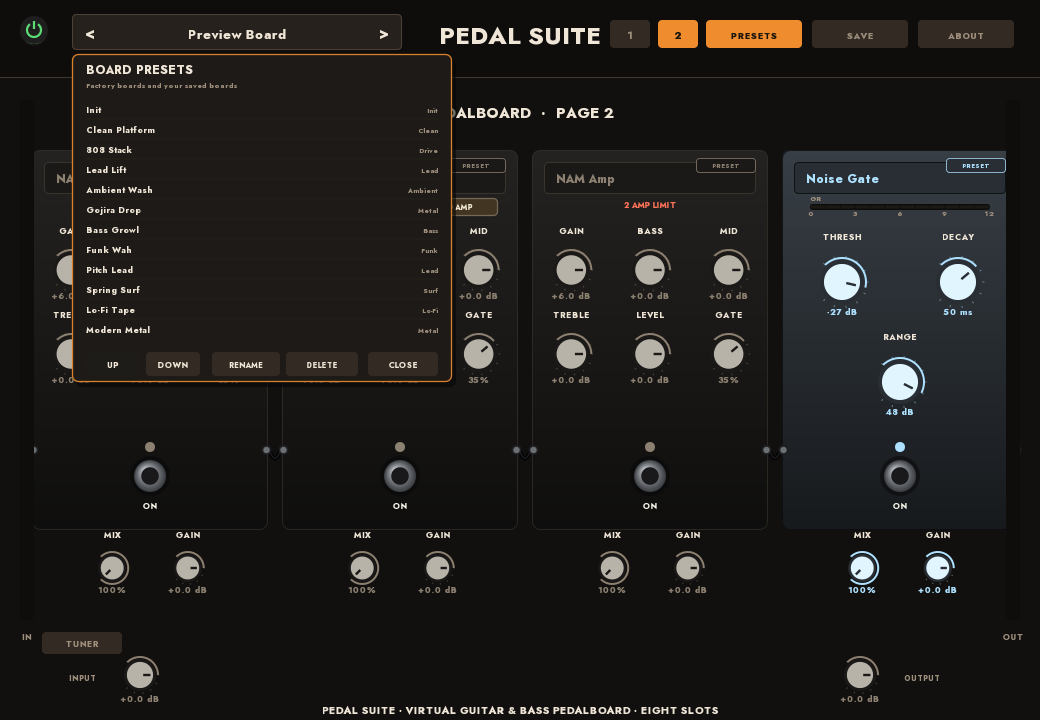 < Preview Board > PEDAL SUITE 1 2 PRESETS SAVE ABOUT
BOARD PRESETS
Factory boards and your saved boards
Init Init
Clean Platform Clean
808 Stack Drive
Lead Lift Lead
Ambient Wash Ambient
Gojira Drop Metal
Bass Growl Bass
Funk Wah Funk
Pitch Lead Lead
Spring Surf Surf
Lo-Fi Tape Lo-Fi
Modern Metal Metal
UP DOWN RENAME DELETE CLOSE
DALBOARD · PAGE 2
PRESET PRESET PRESET
NAM Amp Noise Gate
AMP 2 AMP LIMIT GR
0 3 6 9 12
MID GAIN BASS MID THRESH DECAY
+0.0 dB +6.0 dB +0.0 dB +0.0 dB -27 dB 50 ms
GATE TREBLE LEVEL GATE RANGE
+0.0 35% +0.0 dB +0.0 dB 35% 48 dB
ON ON ON ON
MIX GAIN MIX GAIN MIX GAIN MIX GAIN
100% +0.0 dB 100% +0.0 dB 100% +0.0 dB 100% +0.0 dB
IN TUNER OUT
INPUT OUTPUT
+0.0 dB +0.0 dB
PEDAL SUITE · VIRTUAL GUITAR & BASS PEDALBOARD · EIGHT SLOTS